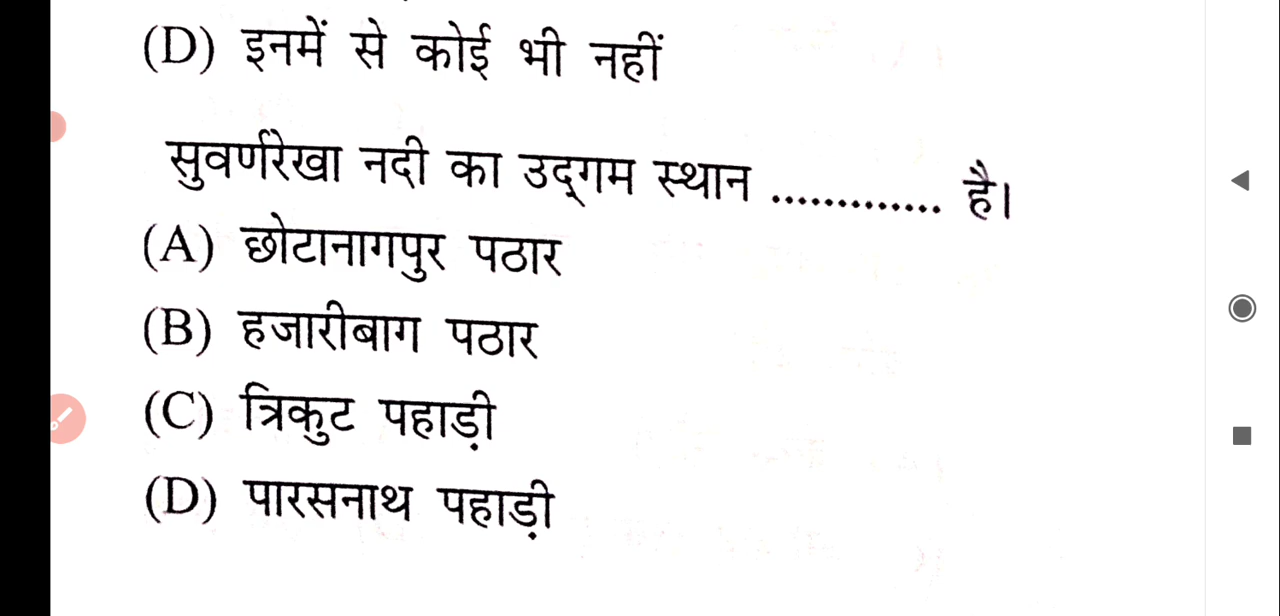 (D) इनमें से कोई भी नहीं
सुवर्णरेखा नदी का उद्गम स्थान ............. है।
(A) छोटानागपुर पठार
(B) हजारीबाग पठार
(C) त्रिकुट पहाड़ी
(D) पारसनाथ पहाड़ी